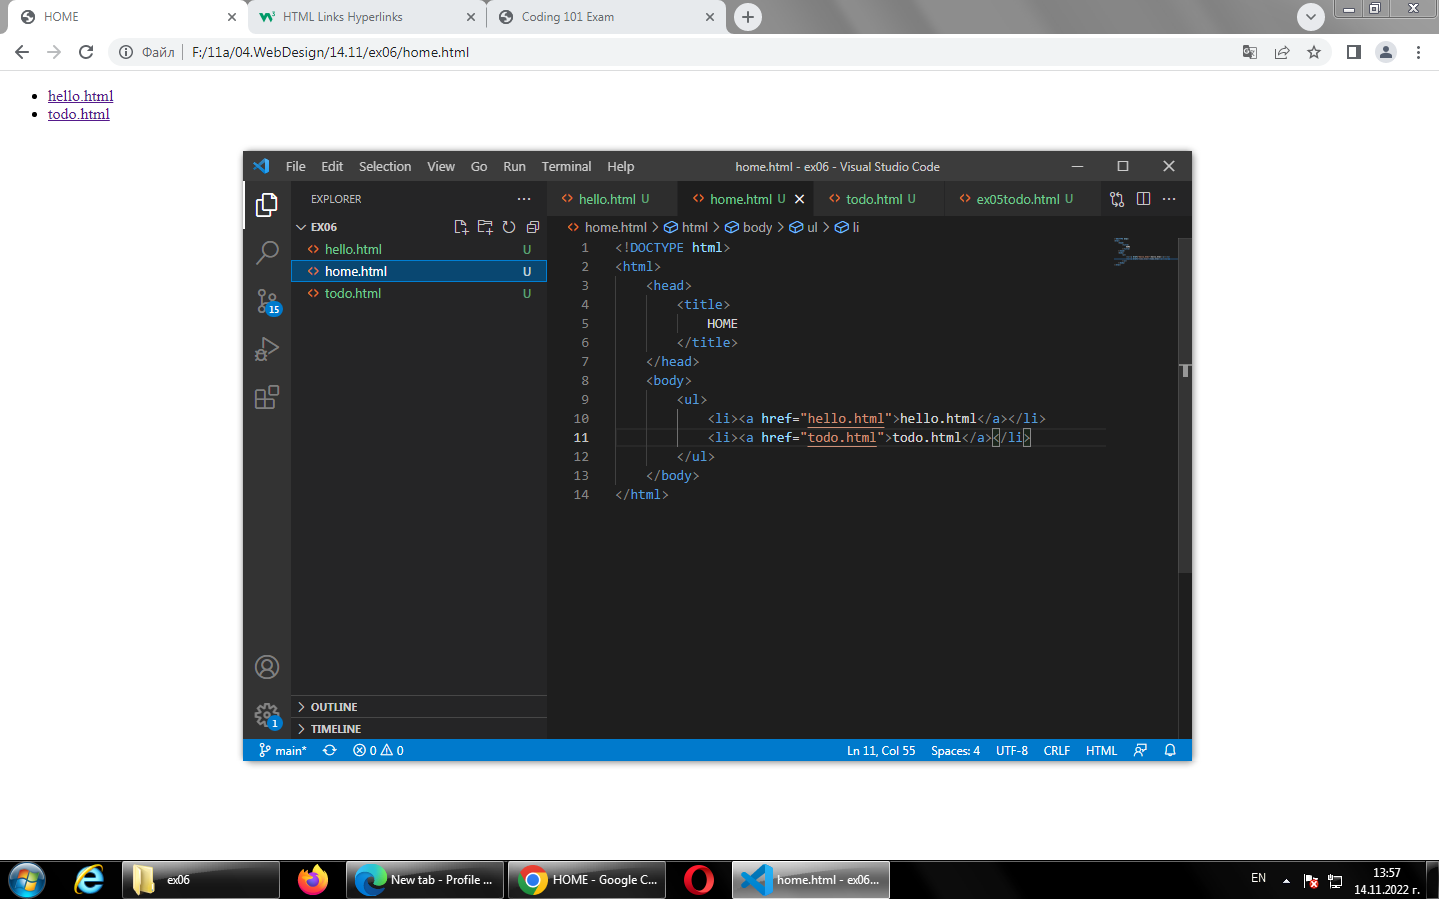 HOME
HTML Links Hyperlinks
Coding 101 Exam
Файл
F:/11a/04.WebDesign/14.11/ex06/home.html
hello.html
todo.html
File Edit Selection View Go Run Terminal Help
home.html - ex06 - Visual Studio Code
EXPLORER
hello.html U
home.html U
todo.html U
ex05todo.html U
EX06
home.html > html > body > ul > li
hello.html U
home.html U
todo.html U
15
1 <!DOCTYPE html>
2 <html>
3 <head>
4 <title>
5 HOME
6 </title>
7 </head>
8 <body>
9 <ul>
10 <li><a href="hello.html">hello.html</a></li>
11 <li><a href="todo.html">todo.html</a></li>
12 </ul>
13 </body>
14 </html>
OUTLINE
1
TIMELINE
main* 0 0
Ln 11, Col 55 Spaces: 4 UTF-8 CRLF HTML
ex06
New tab - Profile ...
HOME - Google C...
home.html - ex06...
EN
13:57
14.11.2022 г.